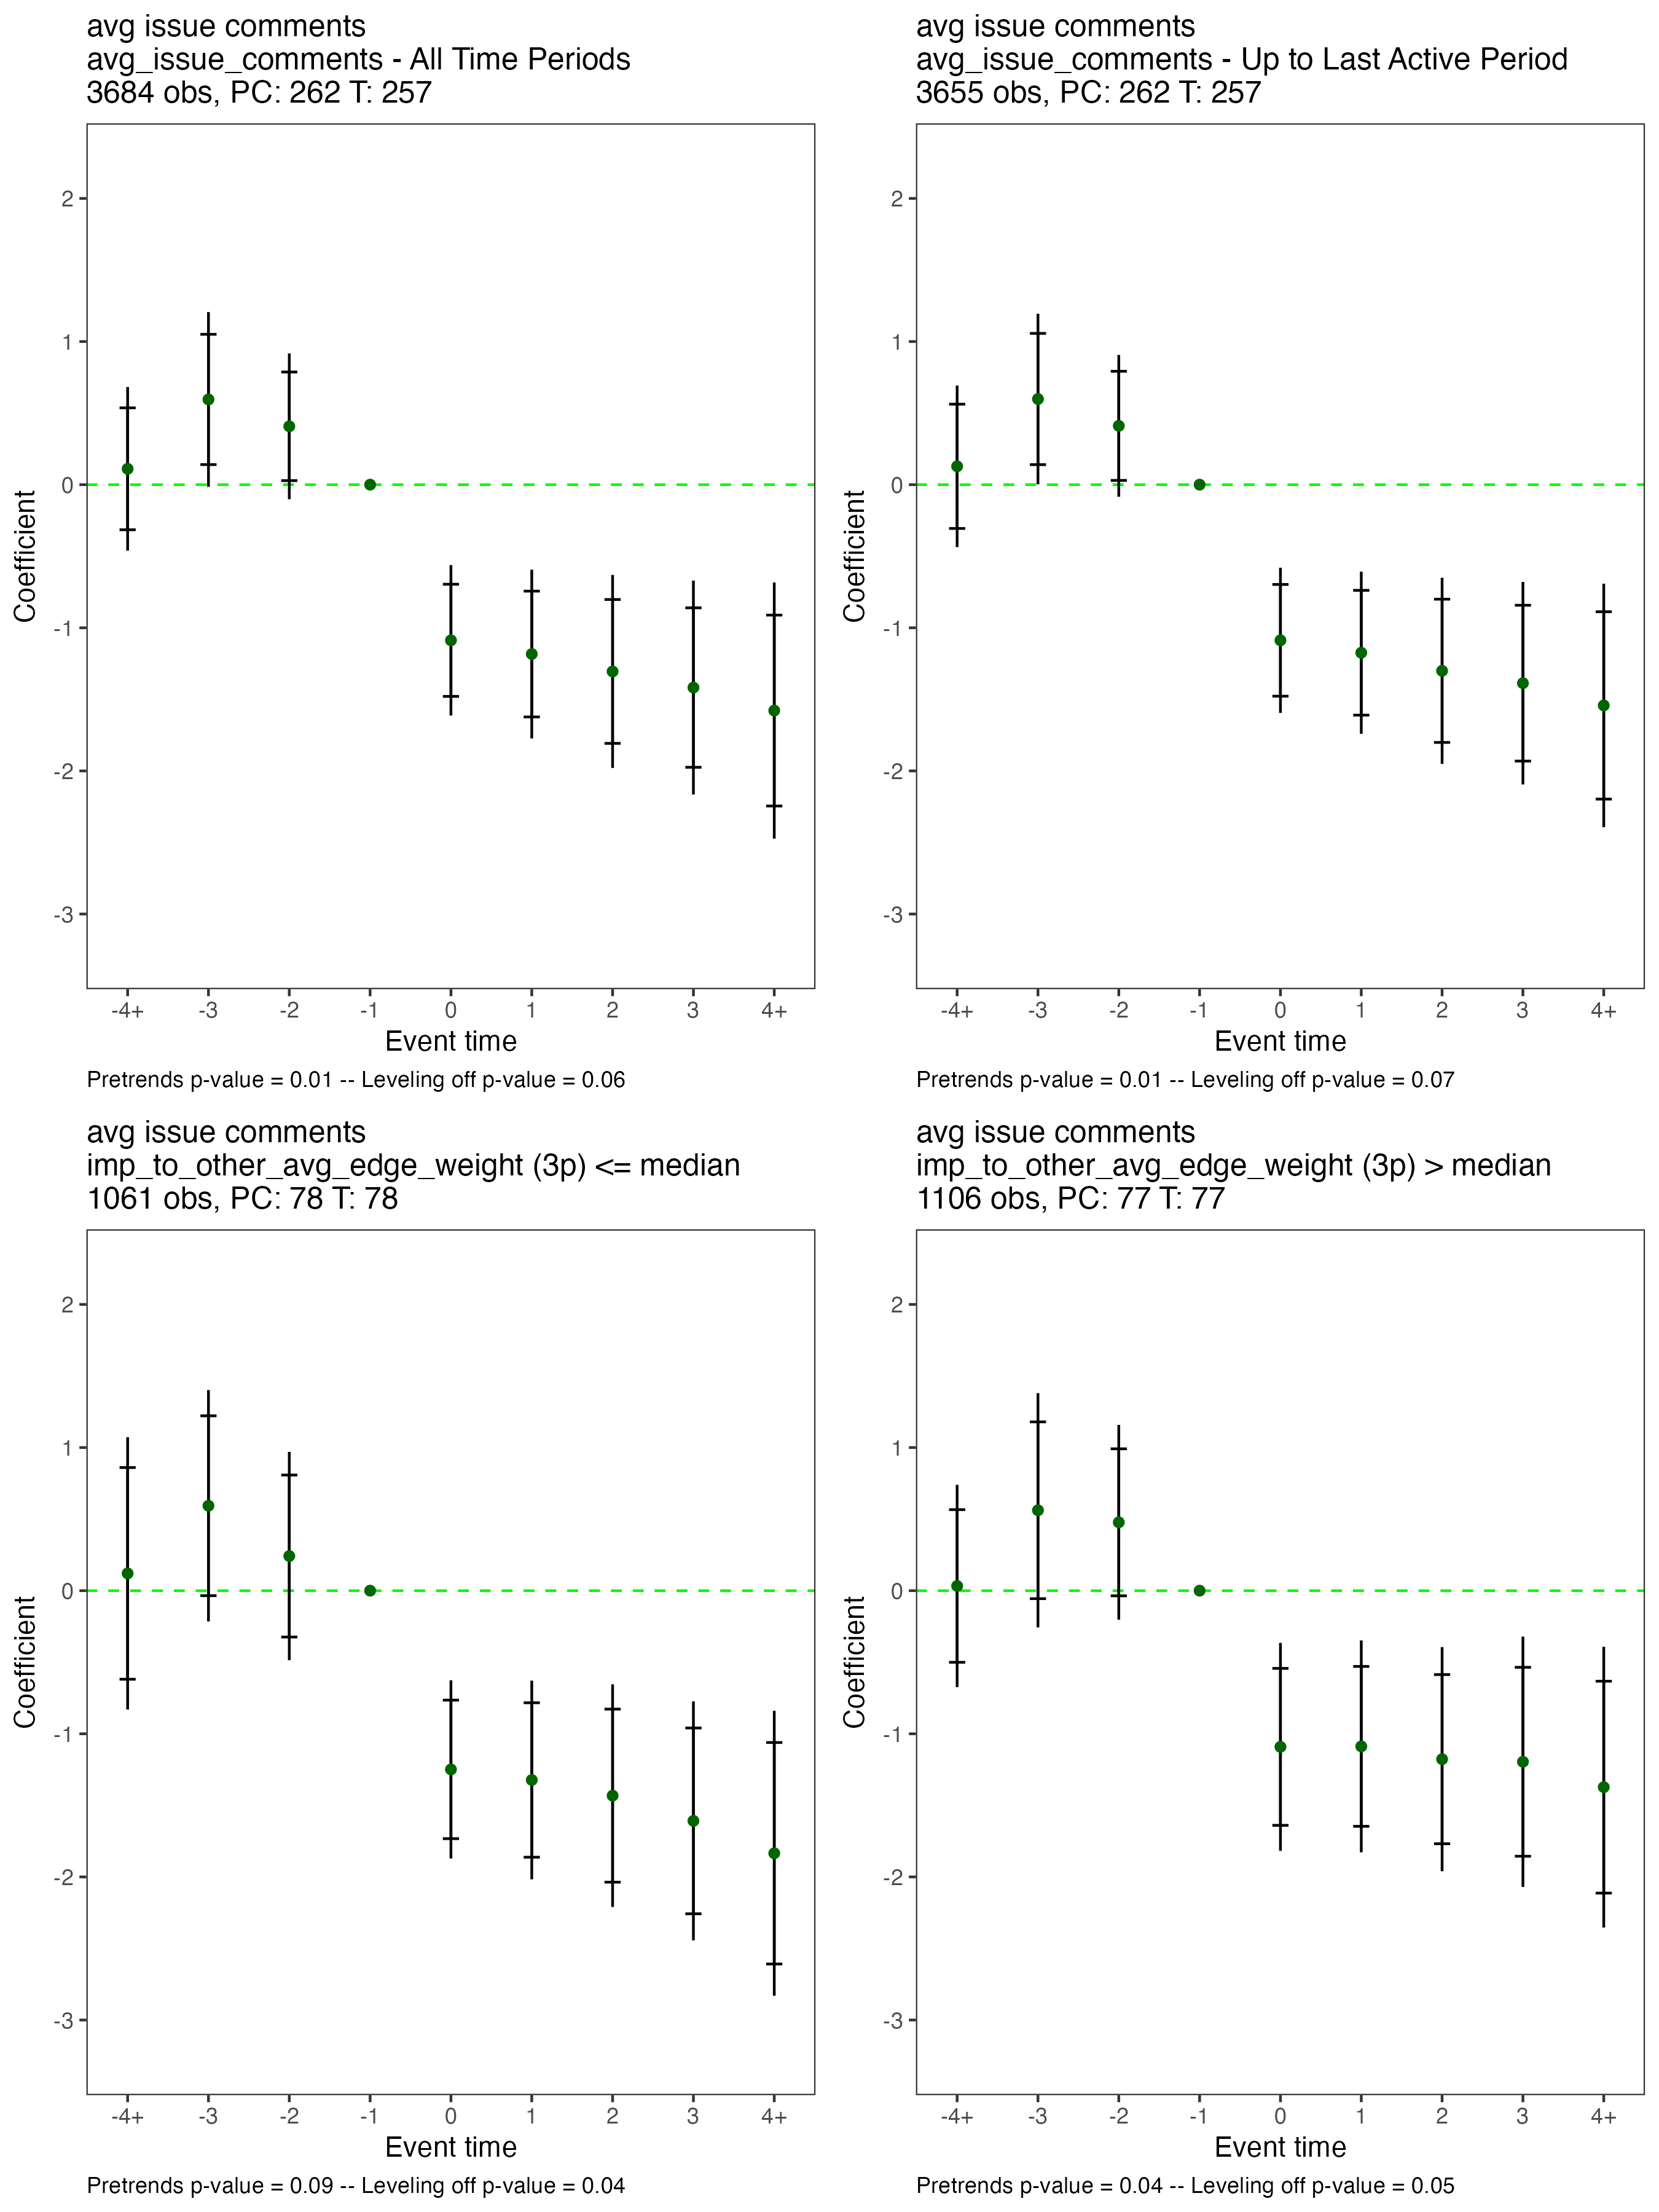 avg issue comments
avg_issue_comments - All Time Periods
3684 obs, PC: 262 T: 257
2
1
0
-1
-2
-3
Coefficient
-4+ -3 -2 -1 0 1 2 3 4+
Event time
Pretrends p-value = 0.01 -- Leveling off p-value = 0.06
avg issue comments
avg_issue_comments - Up to Last Active Period
3655 obs, PC: 262 T: 257
2
1
0
-1
-2
-3
Coefficient
-4+ -3 -2 -1 0 1 2 3 4+
Event time
Pretrends p-value = 0.01 -- Leveling off p-value = 0.07
avg issue comments
imp_to_other_avg_edge_weight (3p) <= median
1061 obs, PC: 78 T: 78
2
1
0
-1
-2
-3
Coefficient
-4+ -3 -2 -1 0 1 2 3 4+
Event time
Pretrends p-value = 0.09 -- Leveling off p-value = 0.04
avg issue comments
imp_to_other_avg_edge_weight (3p) > median
1106 obs, PC: 77 T: 77
2
1
0
-1
-2
-3
Coefficient
-4+ -3 -2 -1 0 1 2 3 4+
Event time
Pretrends p-value = 0.04 -- Leveling off p-value = 0.05